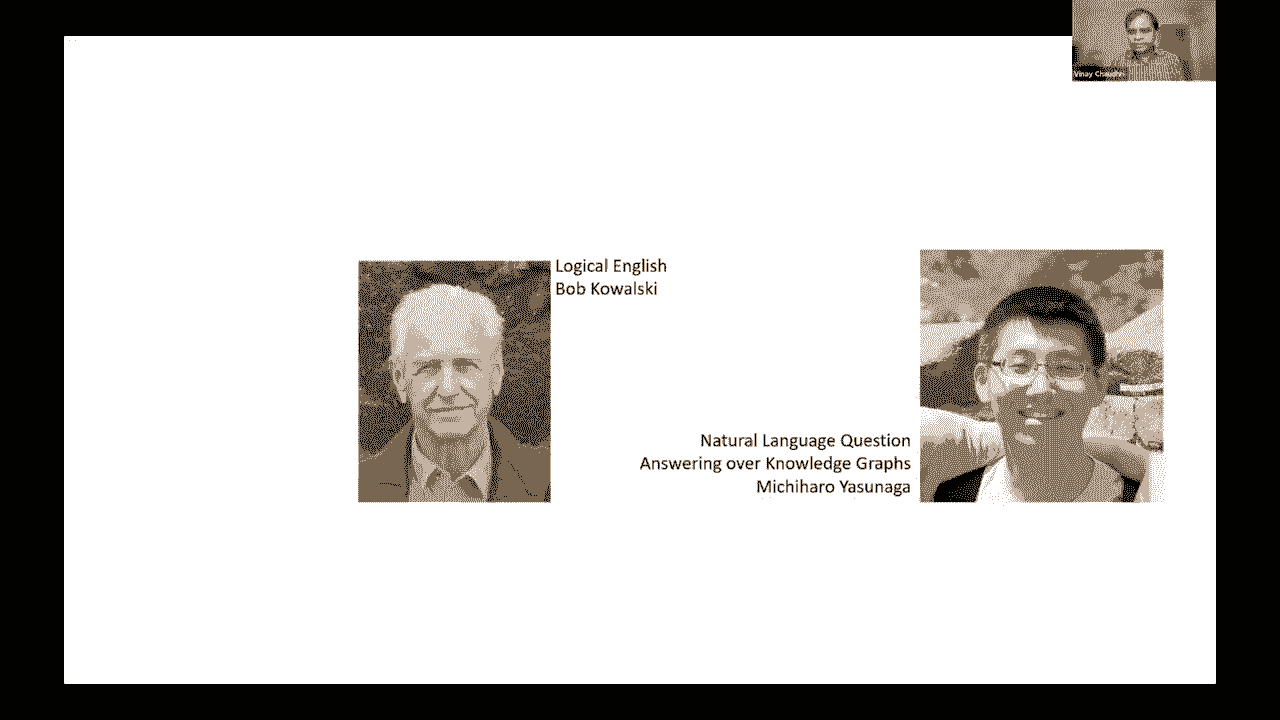 Vinay Chaudhri
Logical English
Bob Kowalski
Natural Language Question
Answering over Knowledge Graphs
Michiharo Yasunaga